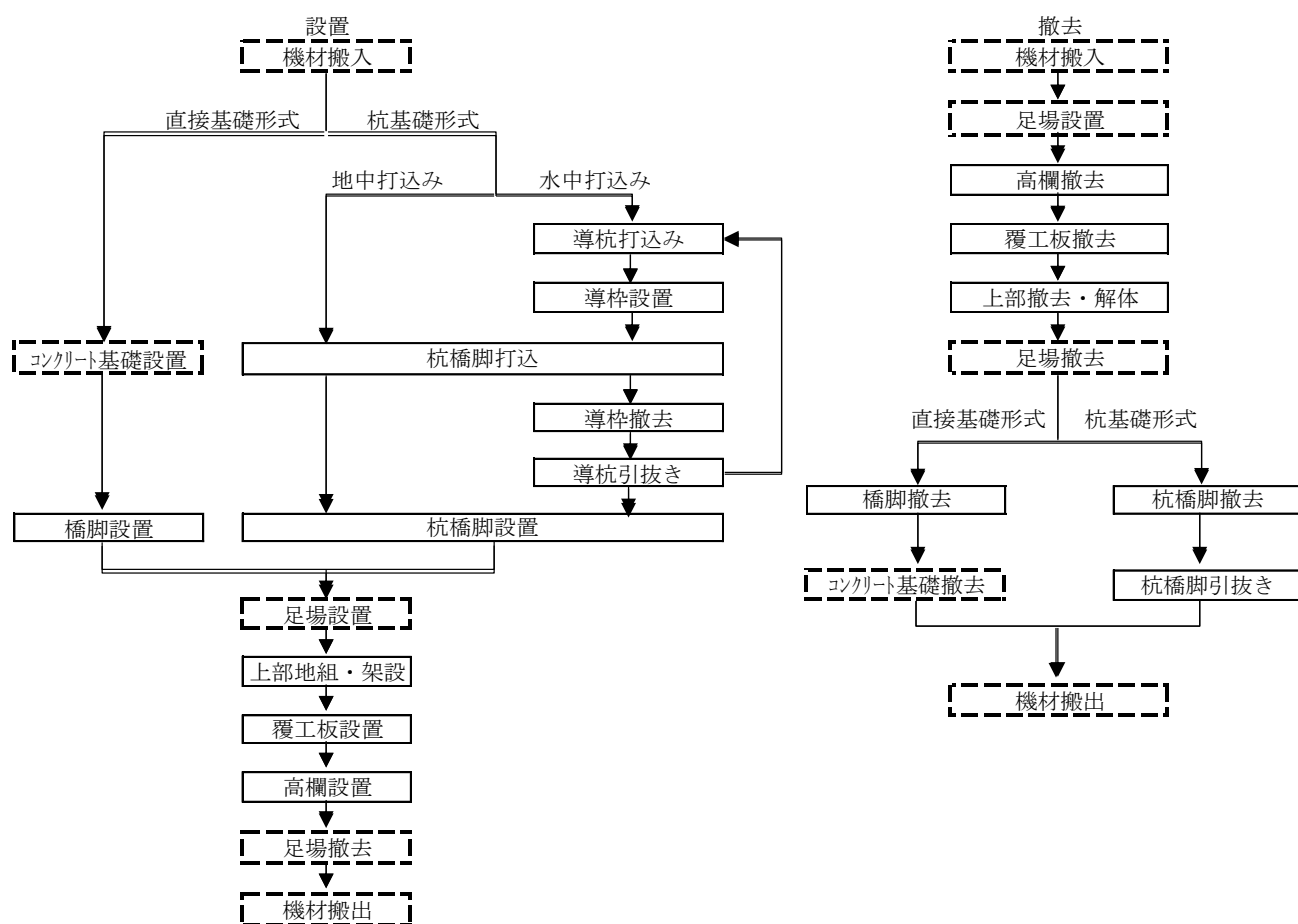 設置
機材搬入
直接基礎形式
杭基礎形式
地中打込み
水中打込み
導杭打込み
導枠設置
コンクリート基礎設置
杭橋脚打込
導枠撤去
導杭引抜き
橋脚設置
杭橋脚設置
足場設置
上部地組・架設
覆工板設置
高欄設置
足場撤去
機材搬出
撤去
機材搬入
足場設置
高欄撤去
覆工板撤去
上部撤去・解体
足場撤去
直接基礎形式
杭基礎形式
橋脚撤去
杭橋脚撤去
コンクリート基礎撤去
杭橋脚引抜き
機材搬出